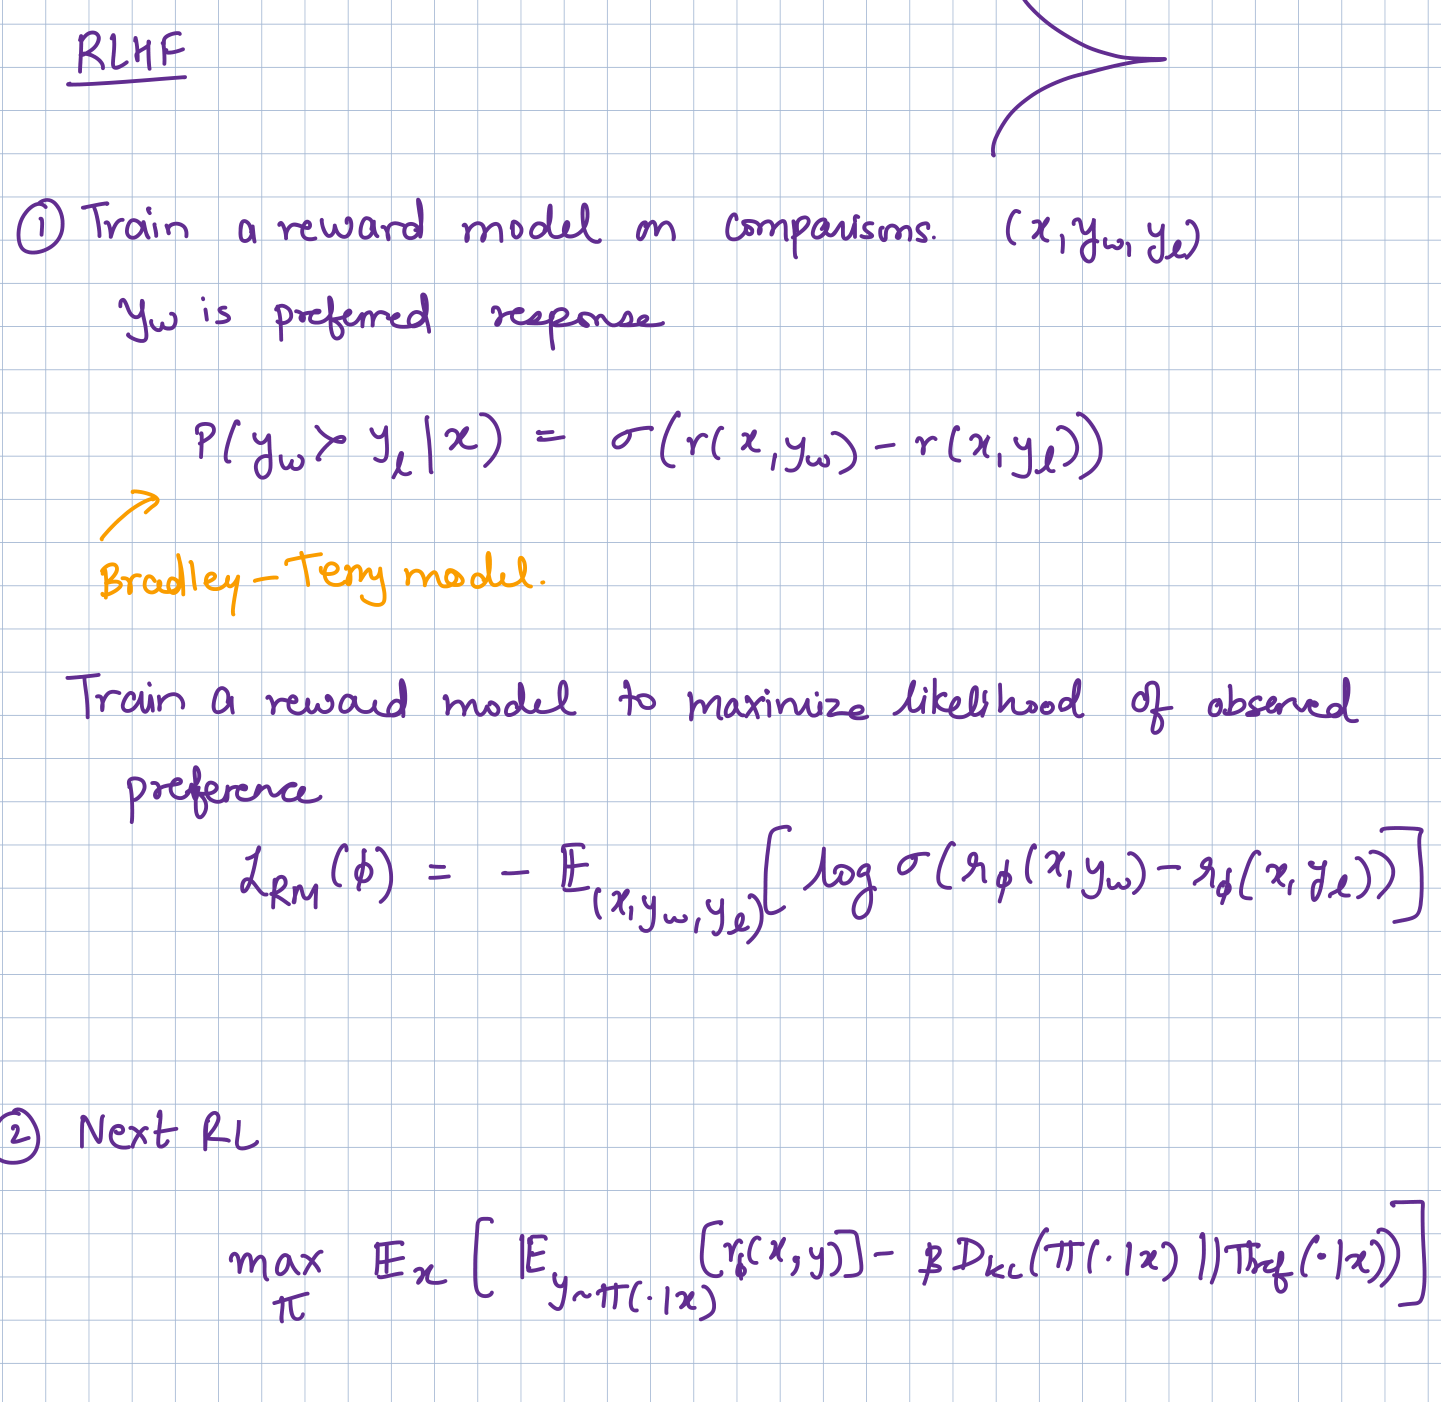 RLHF
① Train a reward model on comparisons. (x, y_w, y_l)
y_w is preferred response
P(y_w ≻ y_l | x) = σ(r(x, y_w) − r(x, y_l))
Bradley – Terry model.
Train a reward model to maximize likelihood of observed
preference
ℒ_RM (ϕ) = − 𝔼_(x, y_w, y_l) [log σ(r_ϕ(x, y_w) − r_ϕ(x, y_l))]
② Next RL
max_π 𝔼_x [ 𝔼_y∼π(·|x) [r_ϕ(x, y)] − β D_KL (π(·|x) || π_ref (·|x))]